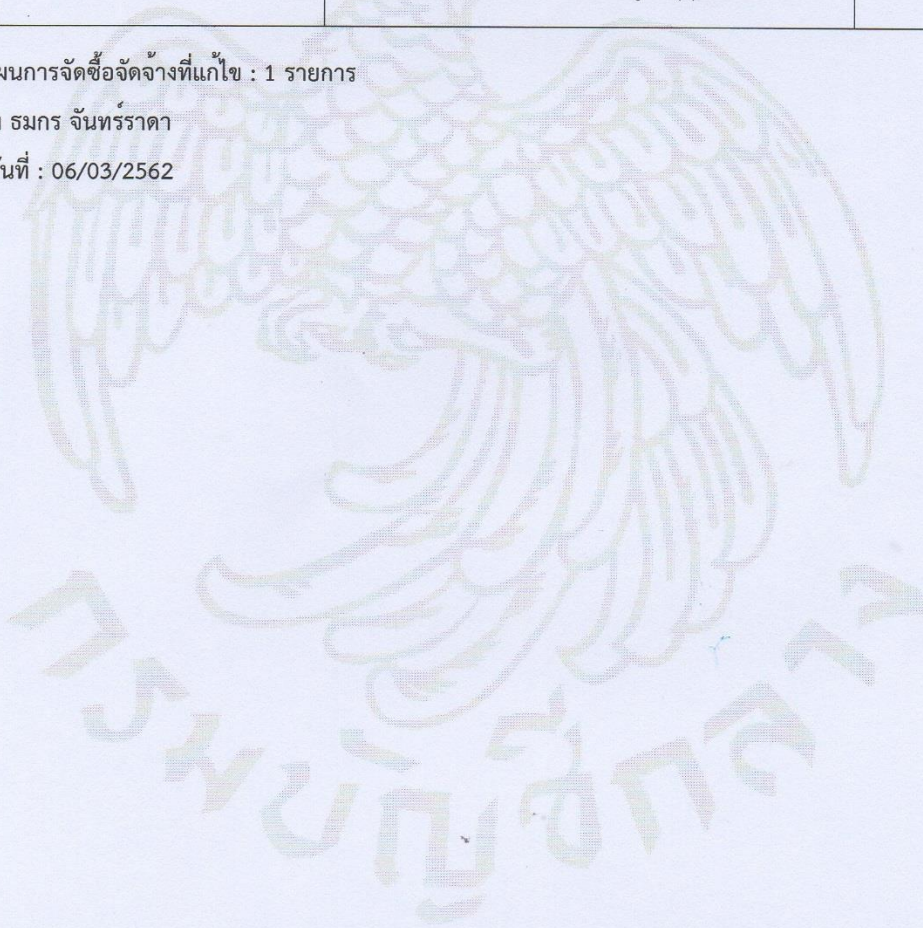 ผนการจัดซื้อจัดจ้างที่แก้ไข : 1 รายการ
ธมกร จันทร์ราดา
ันที่ : 06/03/2562
กรมบัญชีกลาง